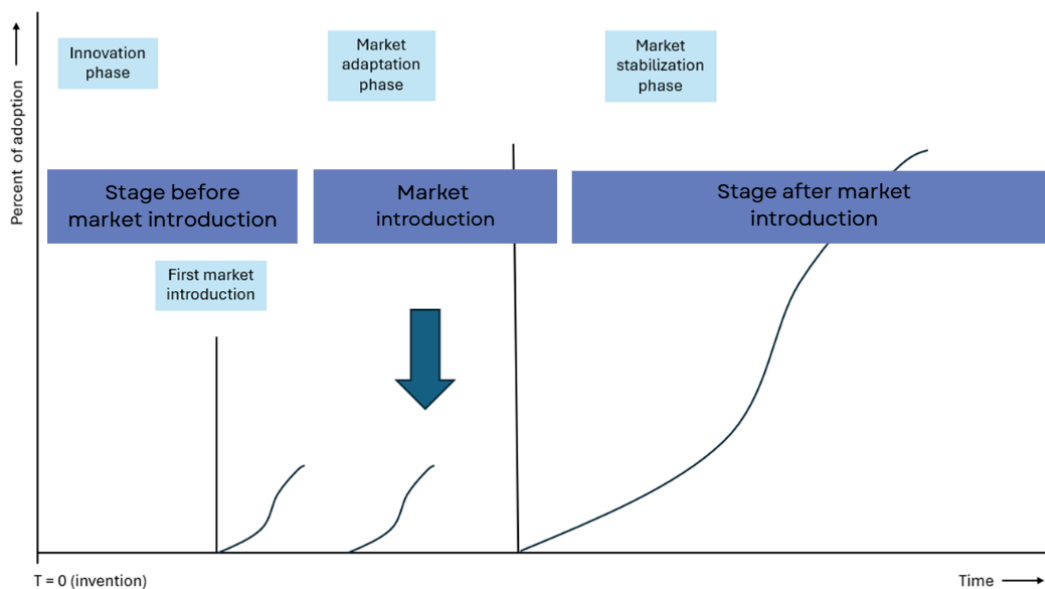 Percent of adoption
Innovation
phase
Market
adaptation
phase
Market
stabilization
phase
Stage before
market introduction
Market
introduction
Stage after market
introduction
First market
introduction
T = 0 (invention)
Time